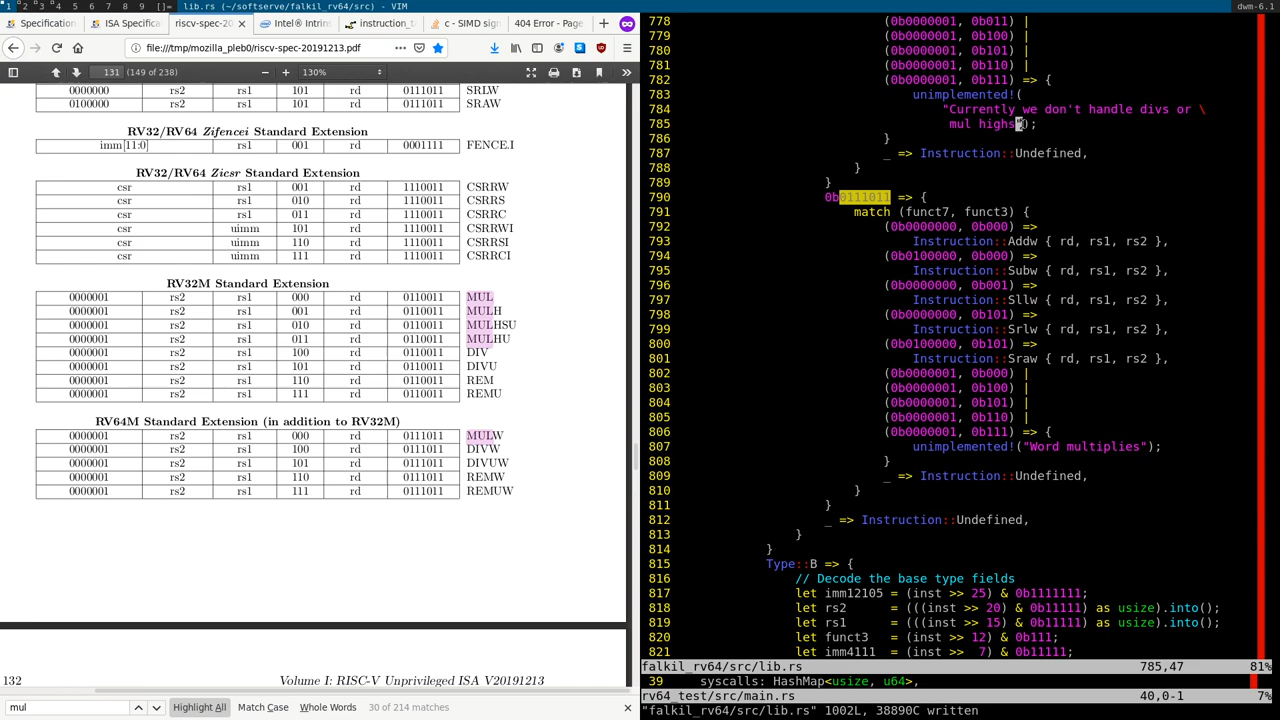 1 2 3 4 5 6 7 8 9 []= lib.rs (~/softserve/falkil_rv64/src) - VIM dwm-6.1
Specification ISA Specifica riscv-spec-20 Intel® Intrins instruction_ta c - SIMD sign 404 Error - Page
file:///tmp/mozilla_pleb0/riscv-spec-20191213.pdf
131 (149 of 238) 130%
0000000 rs2 rs1 101 rd 0111011 SRLW
0100000 rs2 rs1 101 rd 0111011 SRAW
RV32/RV64 Zifencei Standard Extension
imm[11:0] rs1 001 rd 0001111 FENCE.I
RV32/RV64 Zicsr Standard Extension
csr rs1 001 rd 1110011 CSRRW
csr rs1 010 rd 1110011 CSRRS
csr rs1 011 rd 1110011 CSRRC
csr uimm 101 rd 1110011 CSRRWI
csr uimm 110 rd 1110011 CSRRSI
csr uimm 111 rd 1110011 CSRRCI
RV32M Standard Extension
0000001 rs2 rs1 000 rd 0110011 MUL
0000001 rs2 rs1 001 rd 0110011 MULH
0000001 rs2 rs1 010 rd 0110011 MULHSU
0000001 rs2 rs1 011 rd 0110011 MULHU
0000001 rs2 rs1 100 rd 0110011 DIV
0000001 rs2 rs1 101 rd 0110011 DIVU
0000001 rs2 rs1 110 rd 0110011 REM
0000001 rs2 rs1 111 rd 0110011 REMU
RV64M Standard Extension (in addition to RV32M)
0000001 rs2 rs1 000 rd 0111011 MULW
0000001 rs2 rs1 100 rd 0111011 DIVW
0000001 rs2 rs1 101 rd 0111011 DIVUW
0000001 rs2 rs1 110 rd 0111011 REMW
0000001 rs2 rs1 111 rd 0111011 REMUW
132 Volume I: RISC-V Unprivileged ISA V20191213
mul Highlight All Match Case Whole Words 30 of 214 matches
778 (0b0000001, 0b011) |
779 (0b0000001, 0b100) |
780 (0b0000001, 0b101) |
781 (0b0000001, 0b110) |
782 (0b0000001, 0b111) => {
783 unimplemented!(
784 "Currently we don't handle divs or \
785 mul highs");
786 }
787 _ => Instruction::Undefined,
788 }
789 }
790 0b0111011 => {
791 match (funct7, funct3) {
792 (0b0000000, 0b000) =>
793 Instruction::Addw { rd, rs1, rs2 },
794 (0b0100000, 0b000) =>
795 Instruction::Subw { rd, rs1, rs2 },
796 (0b0000000, 0b001) =>
797 Instruction::Sllw { rd, rs1, rs2 },
798 (0b0000000, 0b101) =>
799 Instruction::Srlw { rd, rs1, rs2 },
800 (0b0100000, 0b101) =>
801 Instruction::Sraw { rd, rs1, rs2 },
802 (0b0000001, 0b000) |
803 (0b0000001, 0b100) |
804 (0b0000001, 0b101) |
805 (0b0000001, 0b110) |
806 (0b0000001, 0b111) => {
807 unimplemented!("Word multiplies");
808 }
809 _ => Instruction::Undefined,
810 }
811 }
812 _ => Instruction::Undefined,
813 }
814 }
815 Type::B => {
816 // Decode the base type fields
817 let imm12105 = (inst >> 25) & 0b1111111;
818 let rs2 = (((inst >> 20) & 0b11111) as usize).into();
819 let rs1 = (((inst >> 15) & 0b11111) as usize).into();
820 let funct3 = (inst >> 12) & 0b111;
821 let imm4111 = (inst >> 7) & 0b11111;
falkil_rv64/src/lib.rs 785,47 81%
39 syscalls: HashMap<usize, u64>,
rv64_test/src/main.rs 40,0-1 7%
"falkil_rv64/src/lib.rs" 1002L, 38890C written